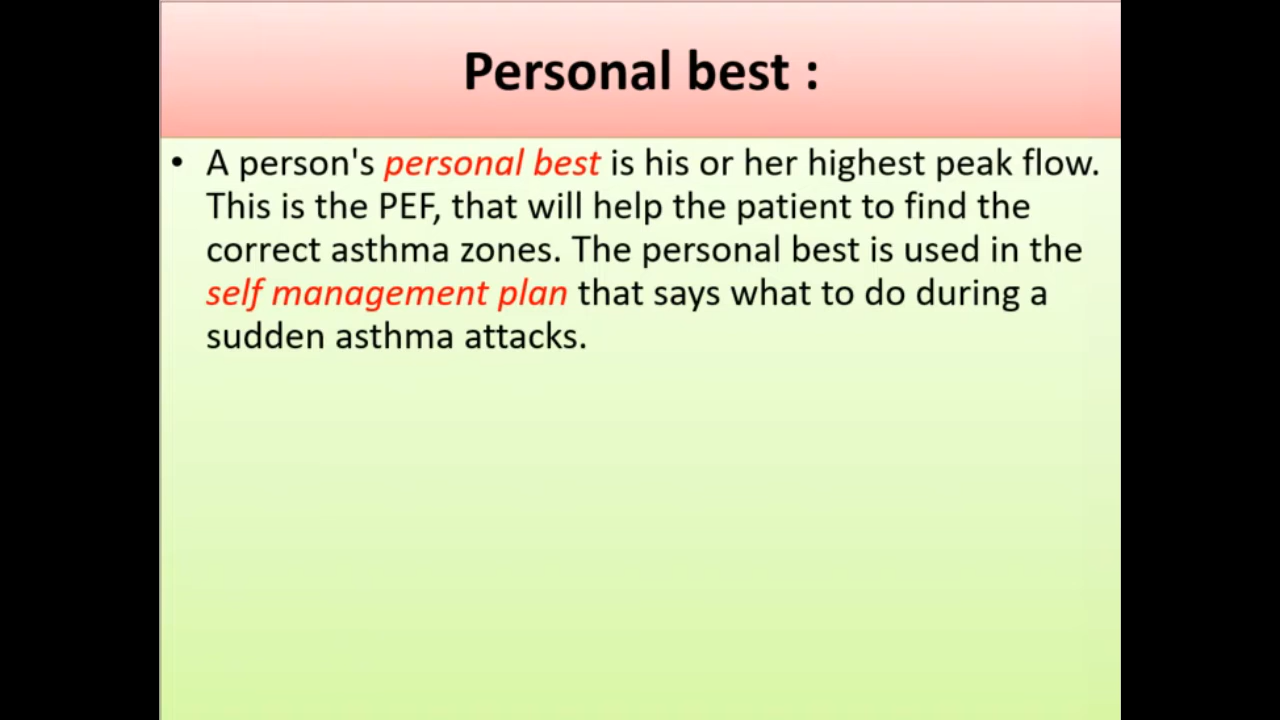 Personal best :
• A person's personal best is his or her highest peak flow.
This is the PEF, that will help the patient to find the
correct asthma zones. The personal best is used in the
self management plan that says what to do during a
sudden asthma attacks.